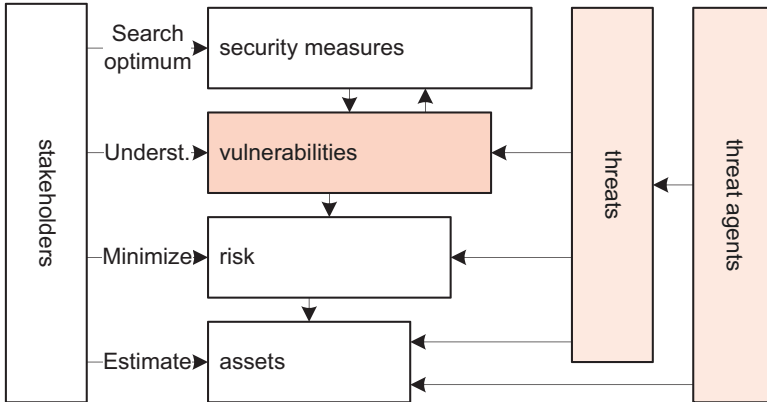 Search
optimum
security measures
Underst.
vulnerabilities
Minimize
risk
Estimate
assets
stakeholders
threats
threat agents